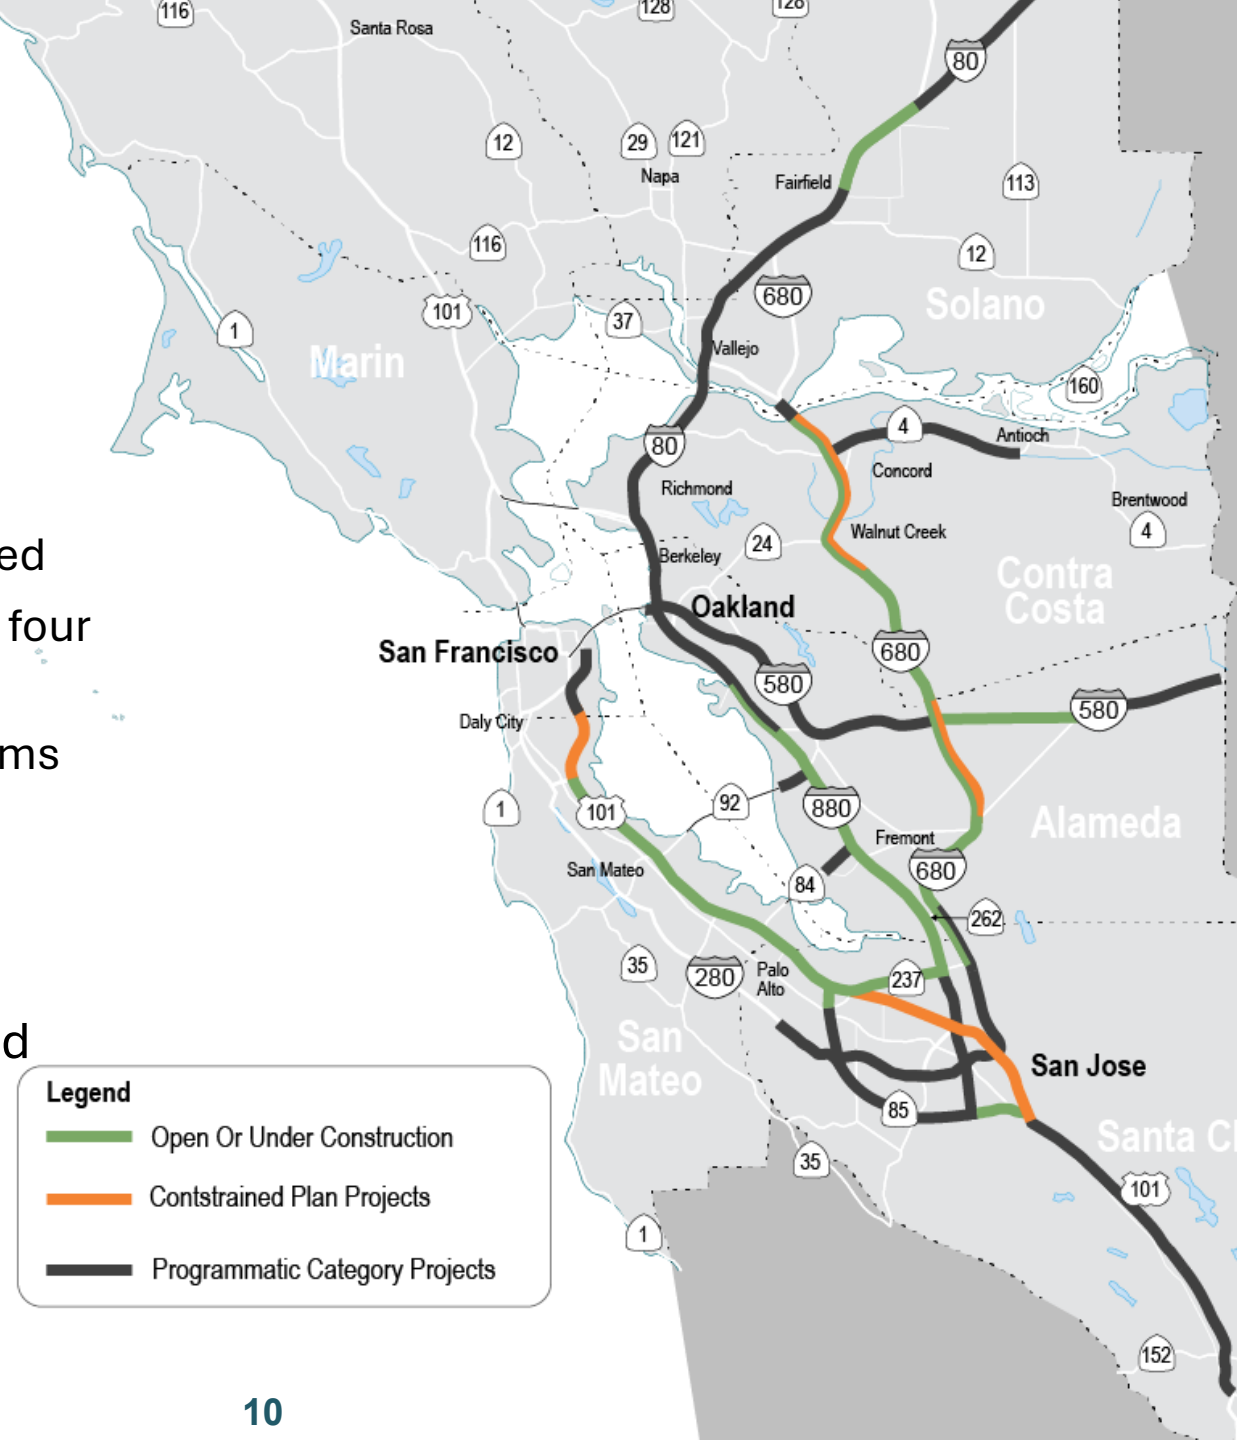 116
128
128
Santa Rosa
80
12
29
121
Napa
Fairfield
113
116
12
680
Solano
101
37
1
Vallejo
Marin
160
4
Antioch
80
Concord
Richmond
Brentwood
Walnut Creek
4
24
Berkeley
ed
Contra
Costa
Oakland
four
San Francisco
680
580
580
Daly City
ms
92
880
1
101
Alameda
Fremont
San Mateo
680
84
262
35
280
Palo
Alto
237
d
San
Mateo
San Jose
Legend
85
Open Or Under Construction
Santa Cl
35
101
Contstrained Plan Projects
1
Programmatic Category Projects
152
10